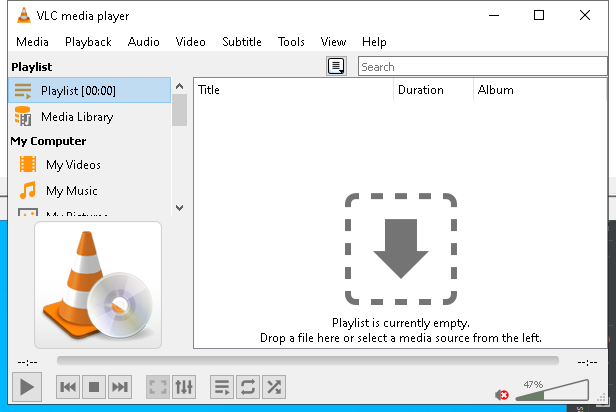 VLC media player
Media Playback Audio Video Subtitle Tools View Help
Playlist
Search
Playlist [00:00]
Title Duration Album
Media Library
My Computer
My Videos
My Music
My Pictures
Playlist is currently empty.
Drop a file here or select a media source from the left.
--:-- --:--
47%